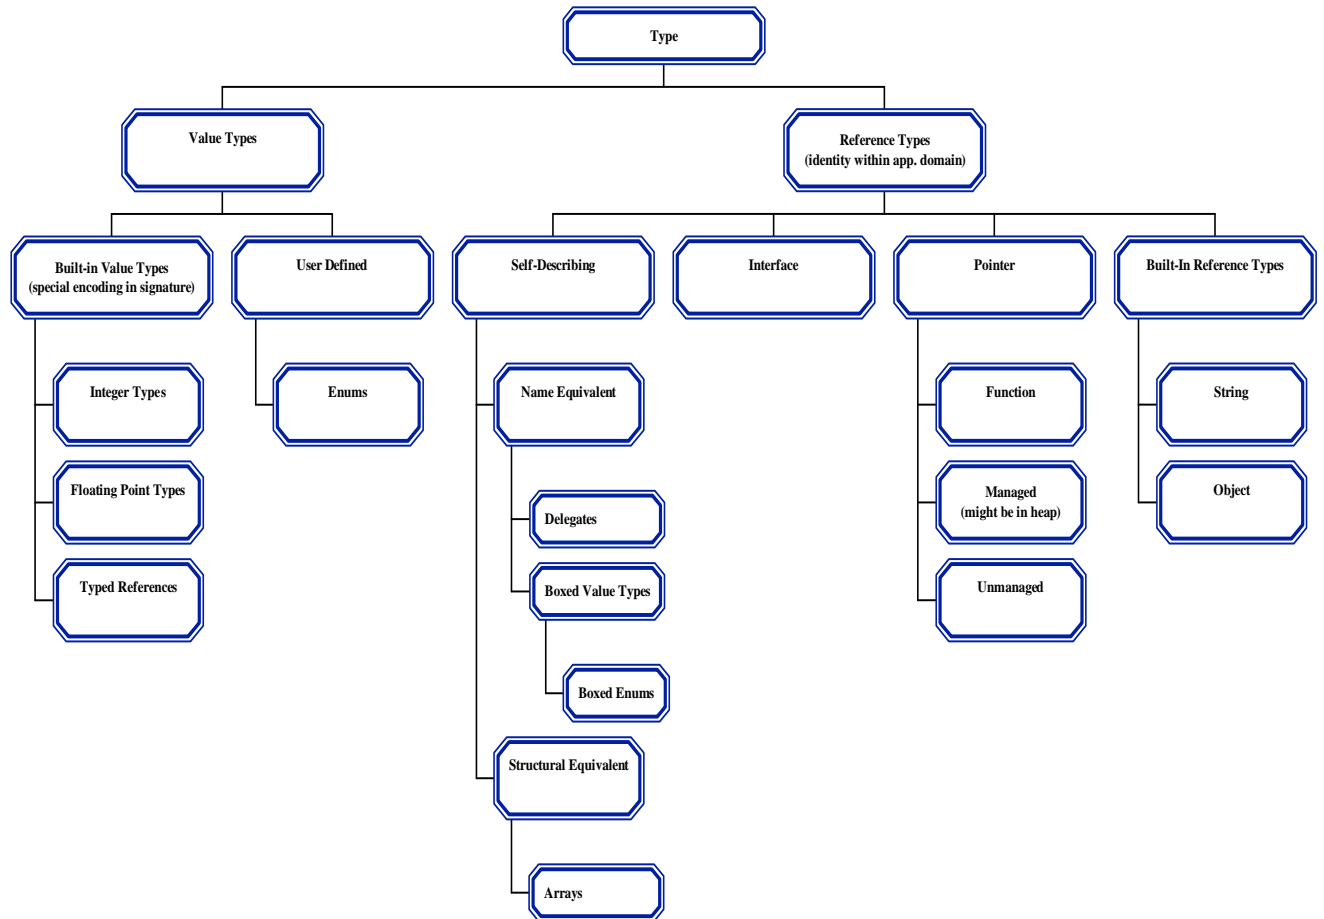 Type
Value Types
Reference Types
(identity within app. domain)
Built-in Value Types
(special encoding in signature)
User Defined
Self-Describing
Interface
Pointer
Built-In Reference Types
Integer Types
Enums
Name Equivalent
Function
String
Floating Point Types
Delegates
Managed
(might be in heap)
Object
Typed References
Boxed Value Types
Unmanaged
Boxed Enums
Structural Equivalent
Arrays